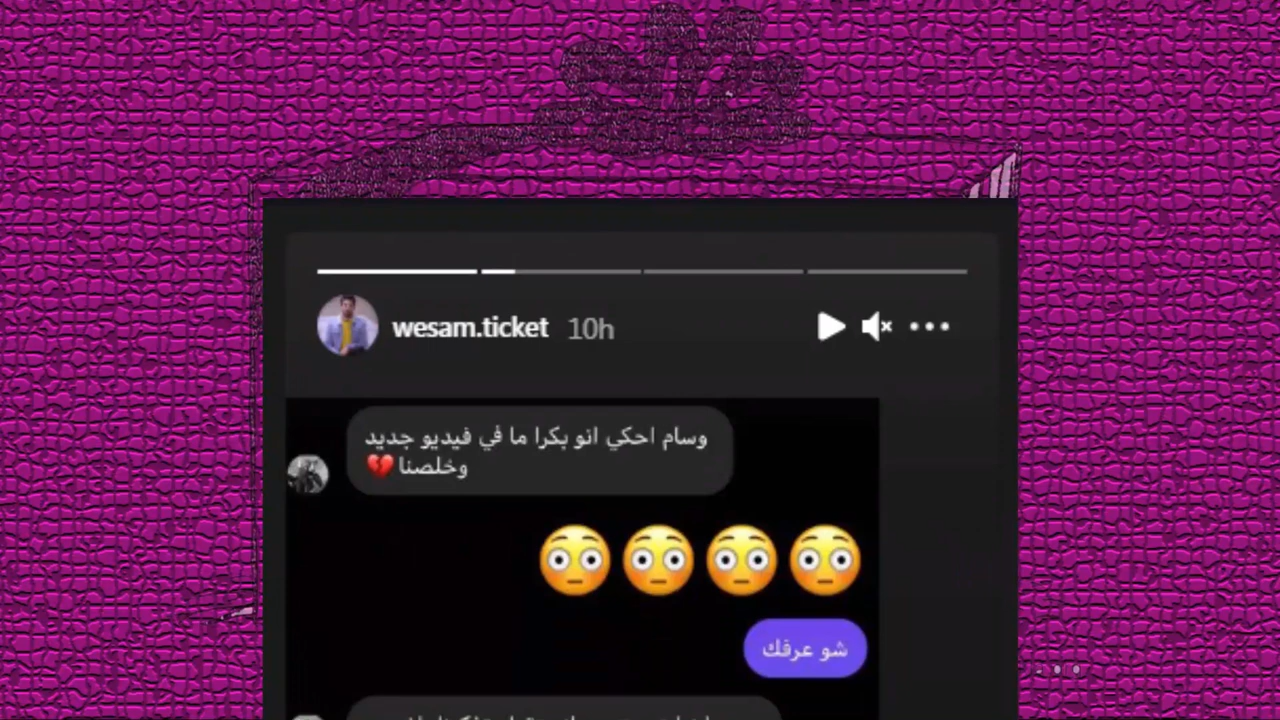 wesam.ticket 10h
وسام احكي انو بكرا ما في فيديو جديد
وخلصنا 💔
😳😳😳😳
شو عرفك